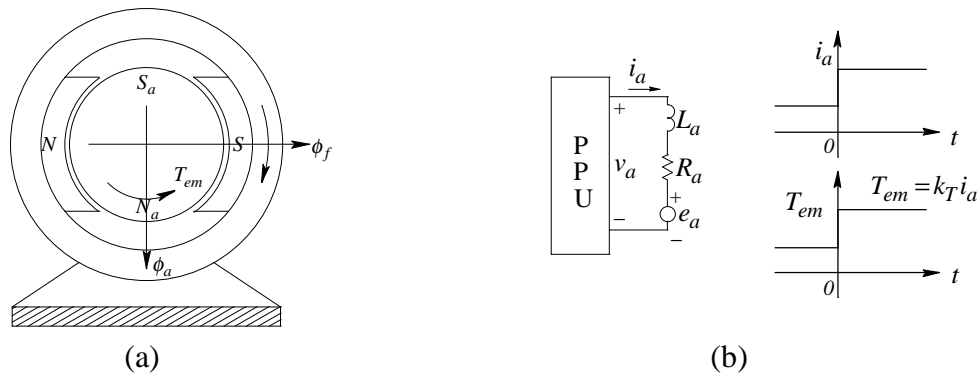 S_a
N
S
ϕ_f
T_em
N_a
ϕ_a
(a)
i_a
+
L_a
P
P
U
v_a
R_a
+
e_a
−
−
i_a
0
t
T_em
T_em = k_T i_a
0
t
(b)